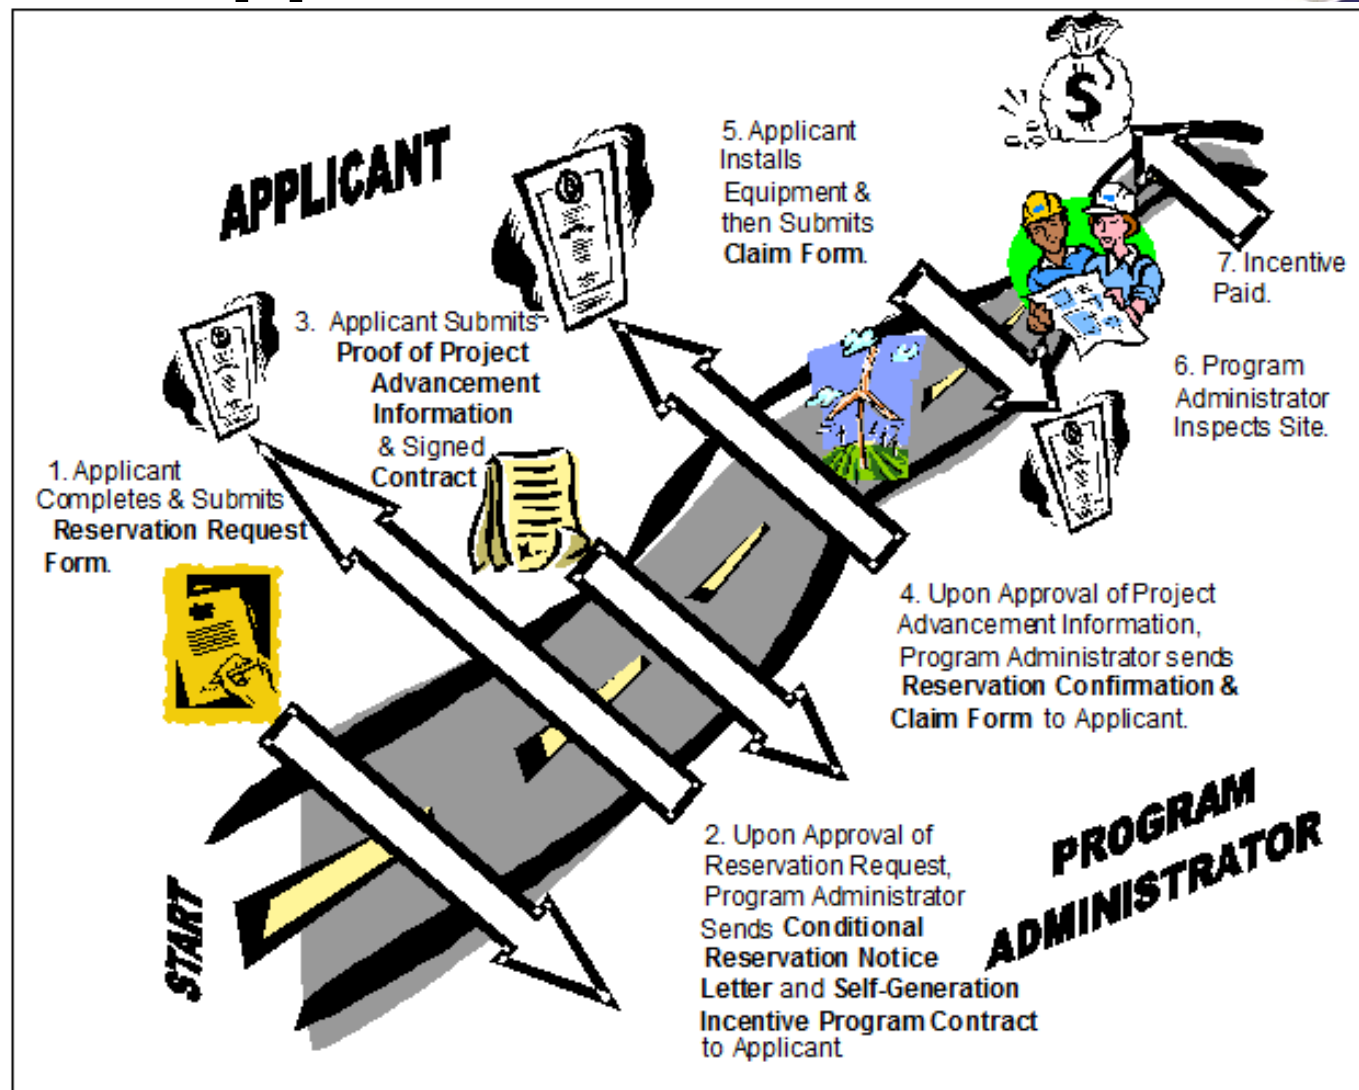 APPLICANT
1. Applicant
Completes & Submits
Reservation Request
Form.
START
2. Upon Approval of
Reservation Request,
Program Administrator
Sends Conditional
Reservation Notice
Letter and Self-Generation
Incentive Program Contract
to Applicant.
3. Applicant Submits
Proof of Project
Advancement
Information
& Signed
Contract
4. Upon Approval of Project
Advancement Information,
Program Administrator sends
Reservation Confirmation &
Claim Form to Applicant.
5. Applicant
Installs
Equipment &
then Submits
Claim Form.
6. Program
Administrator
Inspects Site.
7. Incentive
Paid.
$
PROGRAM
ADMINISTRATOR